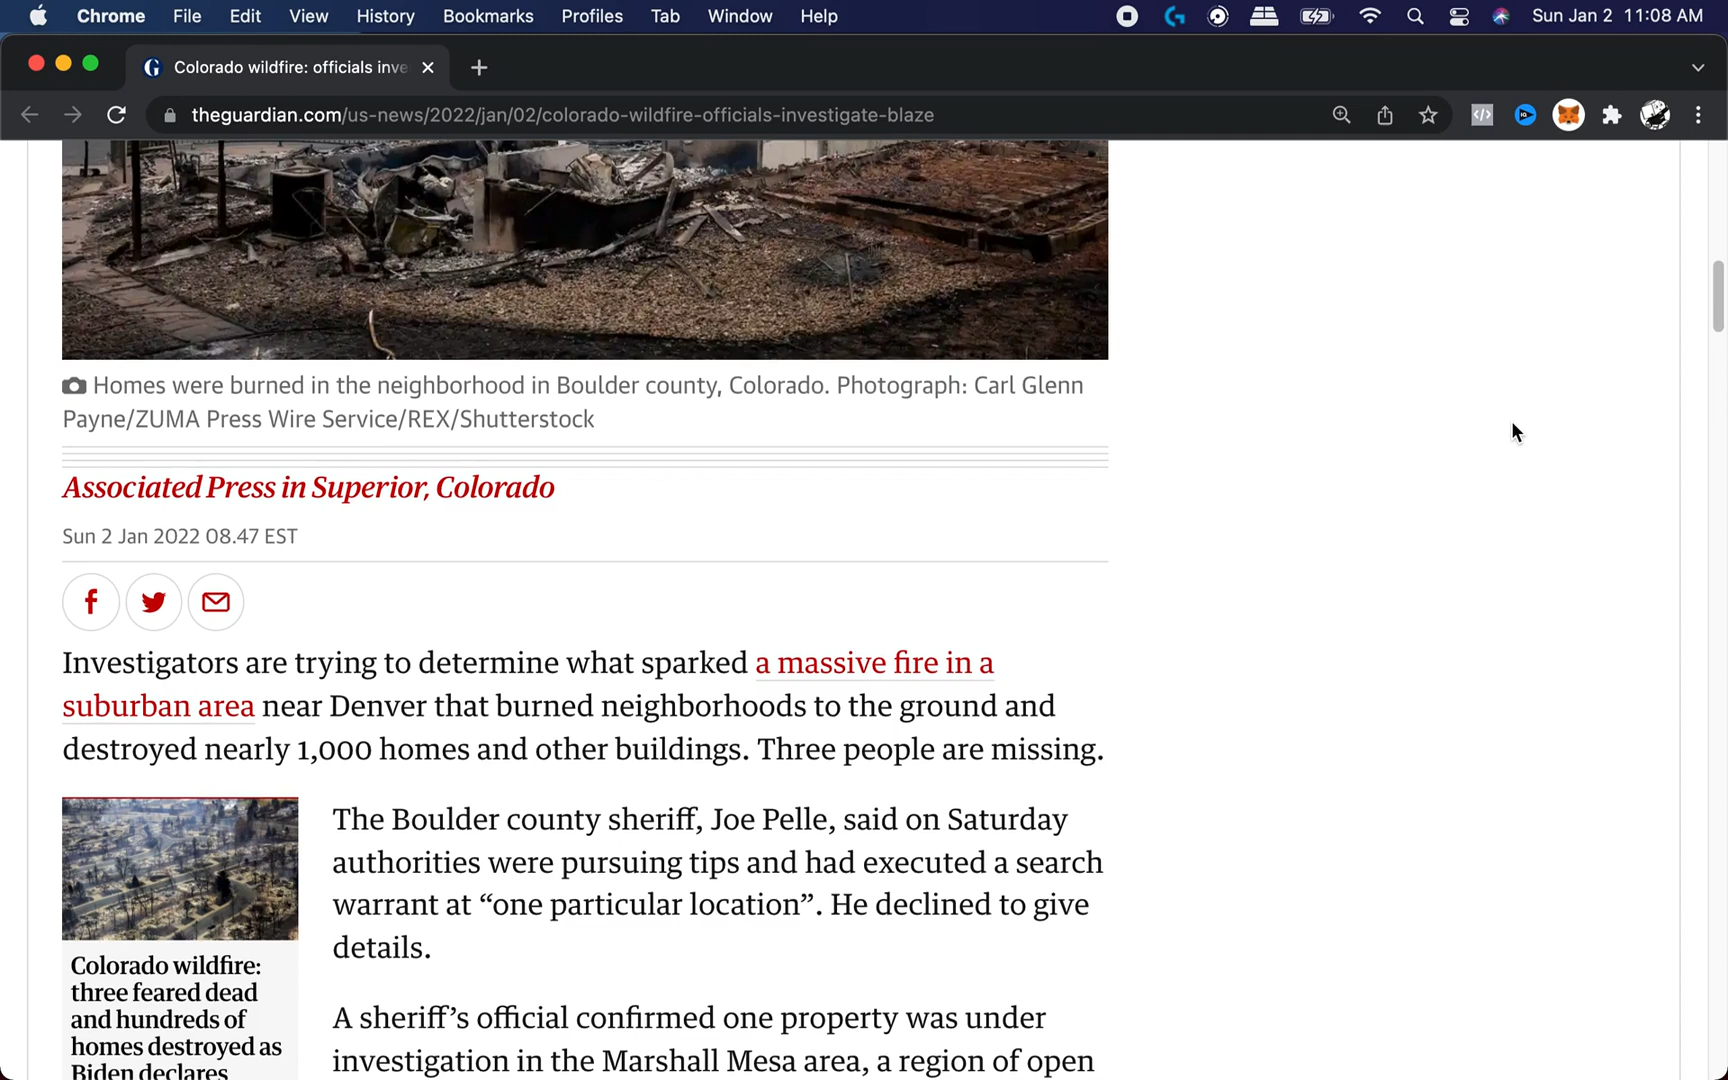 Chrome File Edit View History Bookmarks Profiles Tab Window Help Sun Jan 2 11:08 AM
G Colorado wildfire: officials inve
theguardian.com/us-news/2022/jan/02/colorado-wildfire-officials-investigate-blaze
Homes were burned in the neighborhood in Boulder county, Colorado. Photograph: Carl Glenn
Payne/ZUMA Press Wire Service/REX/Shutterstock
Associated Press in Superior, Colorado
Sun 2 Jan 2022 08.47 EST
Investigators are trying to determine what sparked a massive fire in a
suburban area near Denver that burned neighborhoods to the ground and
destroyed nearly 1,000 homes and other buildings. Three people are missing.
Colorado wildfire:
three feared dead
and hundreds of
homes destroyed as
Biden declares
The Boulder county sheriff, Joe Pelle, said on Saturday
authorities were pursuing tips and had executed a search
warrant at “one particular location”. He declined to give
details.
A sheriff’s official confirmed one property was under
investigation in the Marshall Mesa area, a region of open